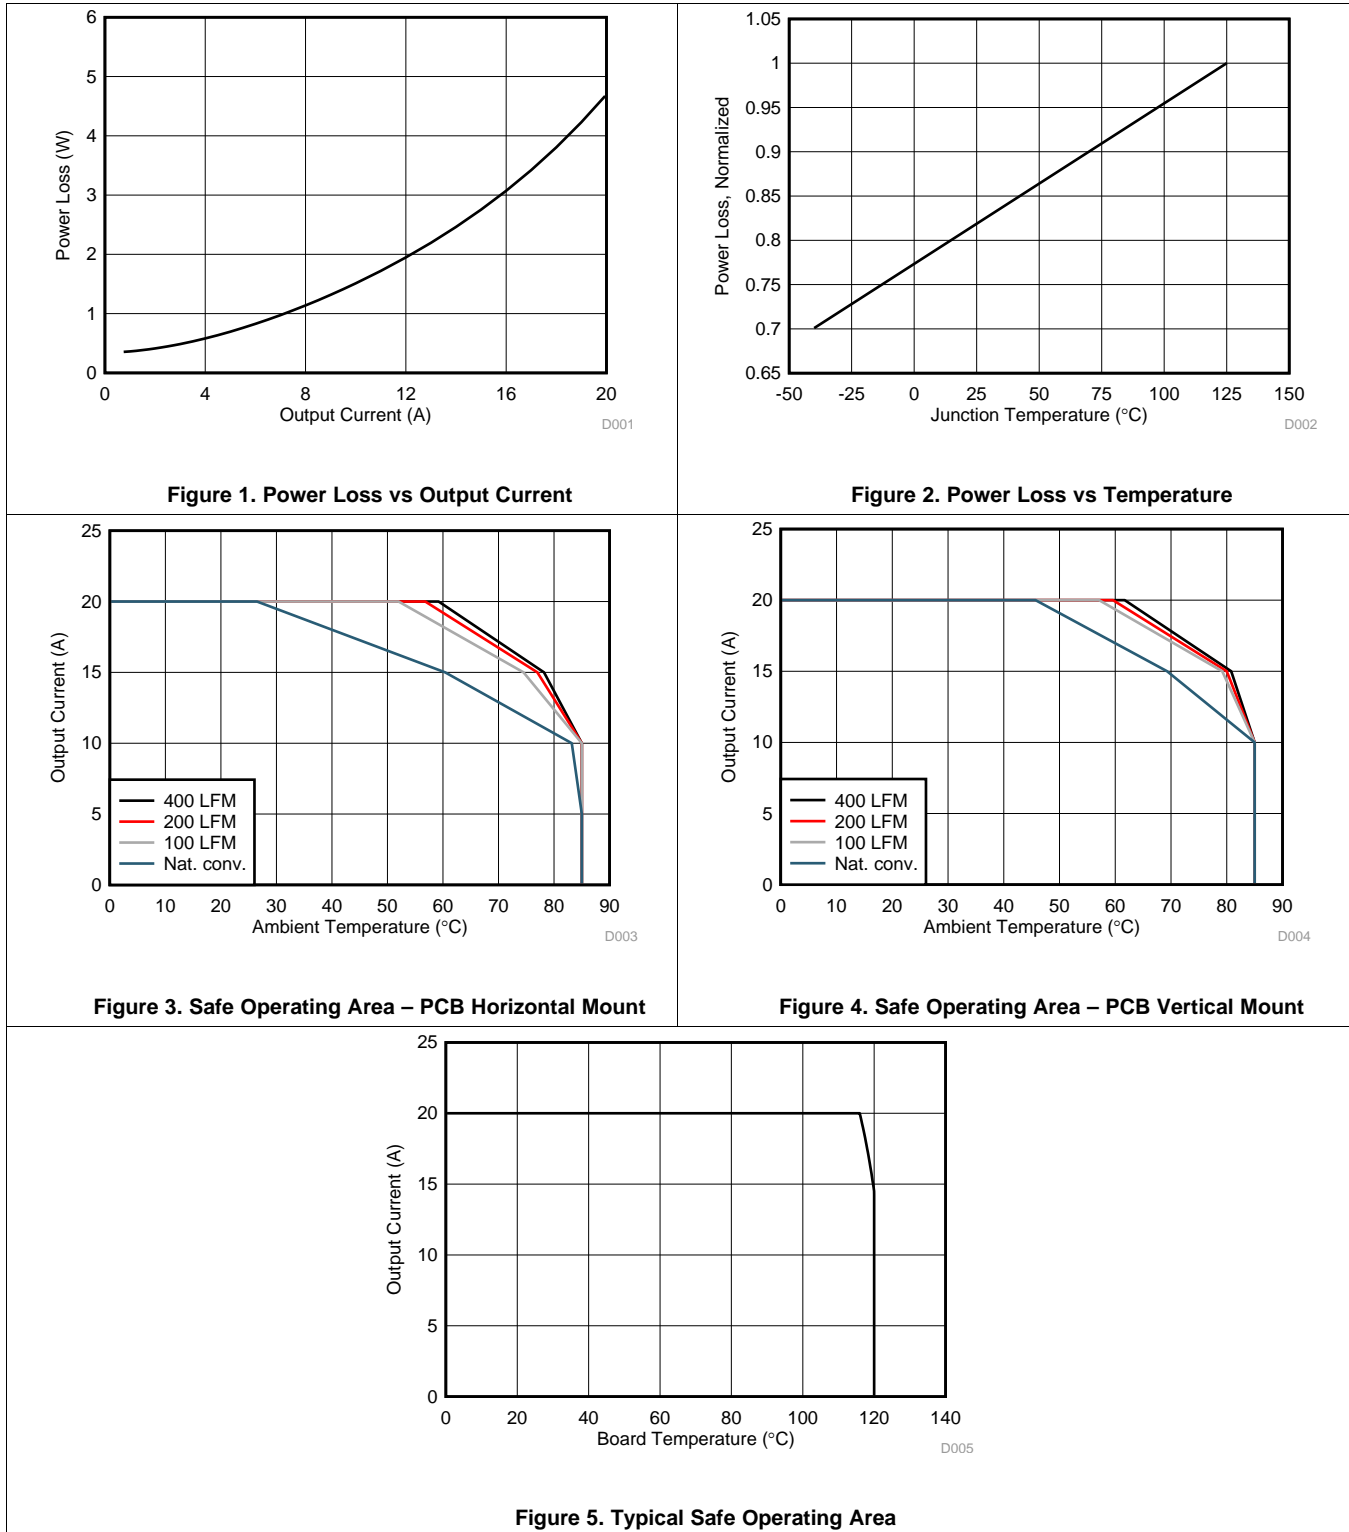 6
5
4
3
2
1
0
Power Loss (W)
0 4 8 12 16 20
Output Current (A)
D001
Figure 1. Power Loss vs Output Current
1.05
1
0.95
0.9
0.85
0.8
0.75
0.7
0.65
Power Loss, Normalized
-50 -25 0 25 50 75 100 125 150
Junction Temperature (°C)
D002
Figure 2. Power Loss vs Temperature
25
20
15
10
5
0
Output Current (A)
400 LFM
200 LFM
100 LFM
Nat. conv.
0 10 20 30 40 50 60 70 80 90
Ambient Temperature (°C)
D003
Figure 3. Safe Operating Area – PCB Horizontal Mount
25
20
15
10
5
0
Output Current (A)
400 LFM
200 LFM
100 LFM
Nat. conv.
0 10 20 30 40 50 60 70 80 90
Ambient Temperature (°C)
D004
Figure 4. Safe Operating Area – PCB Vertical Mount
25
20
15
10
5
0
Output Current (A)
0 20 40 60 80 100 120 140
Board Temperature (°C)
D005
Figure 5. Typical Safe Operating Area